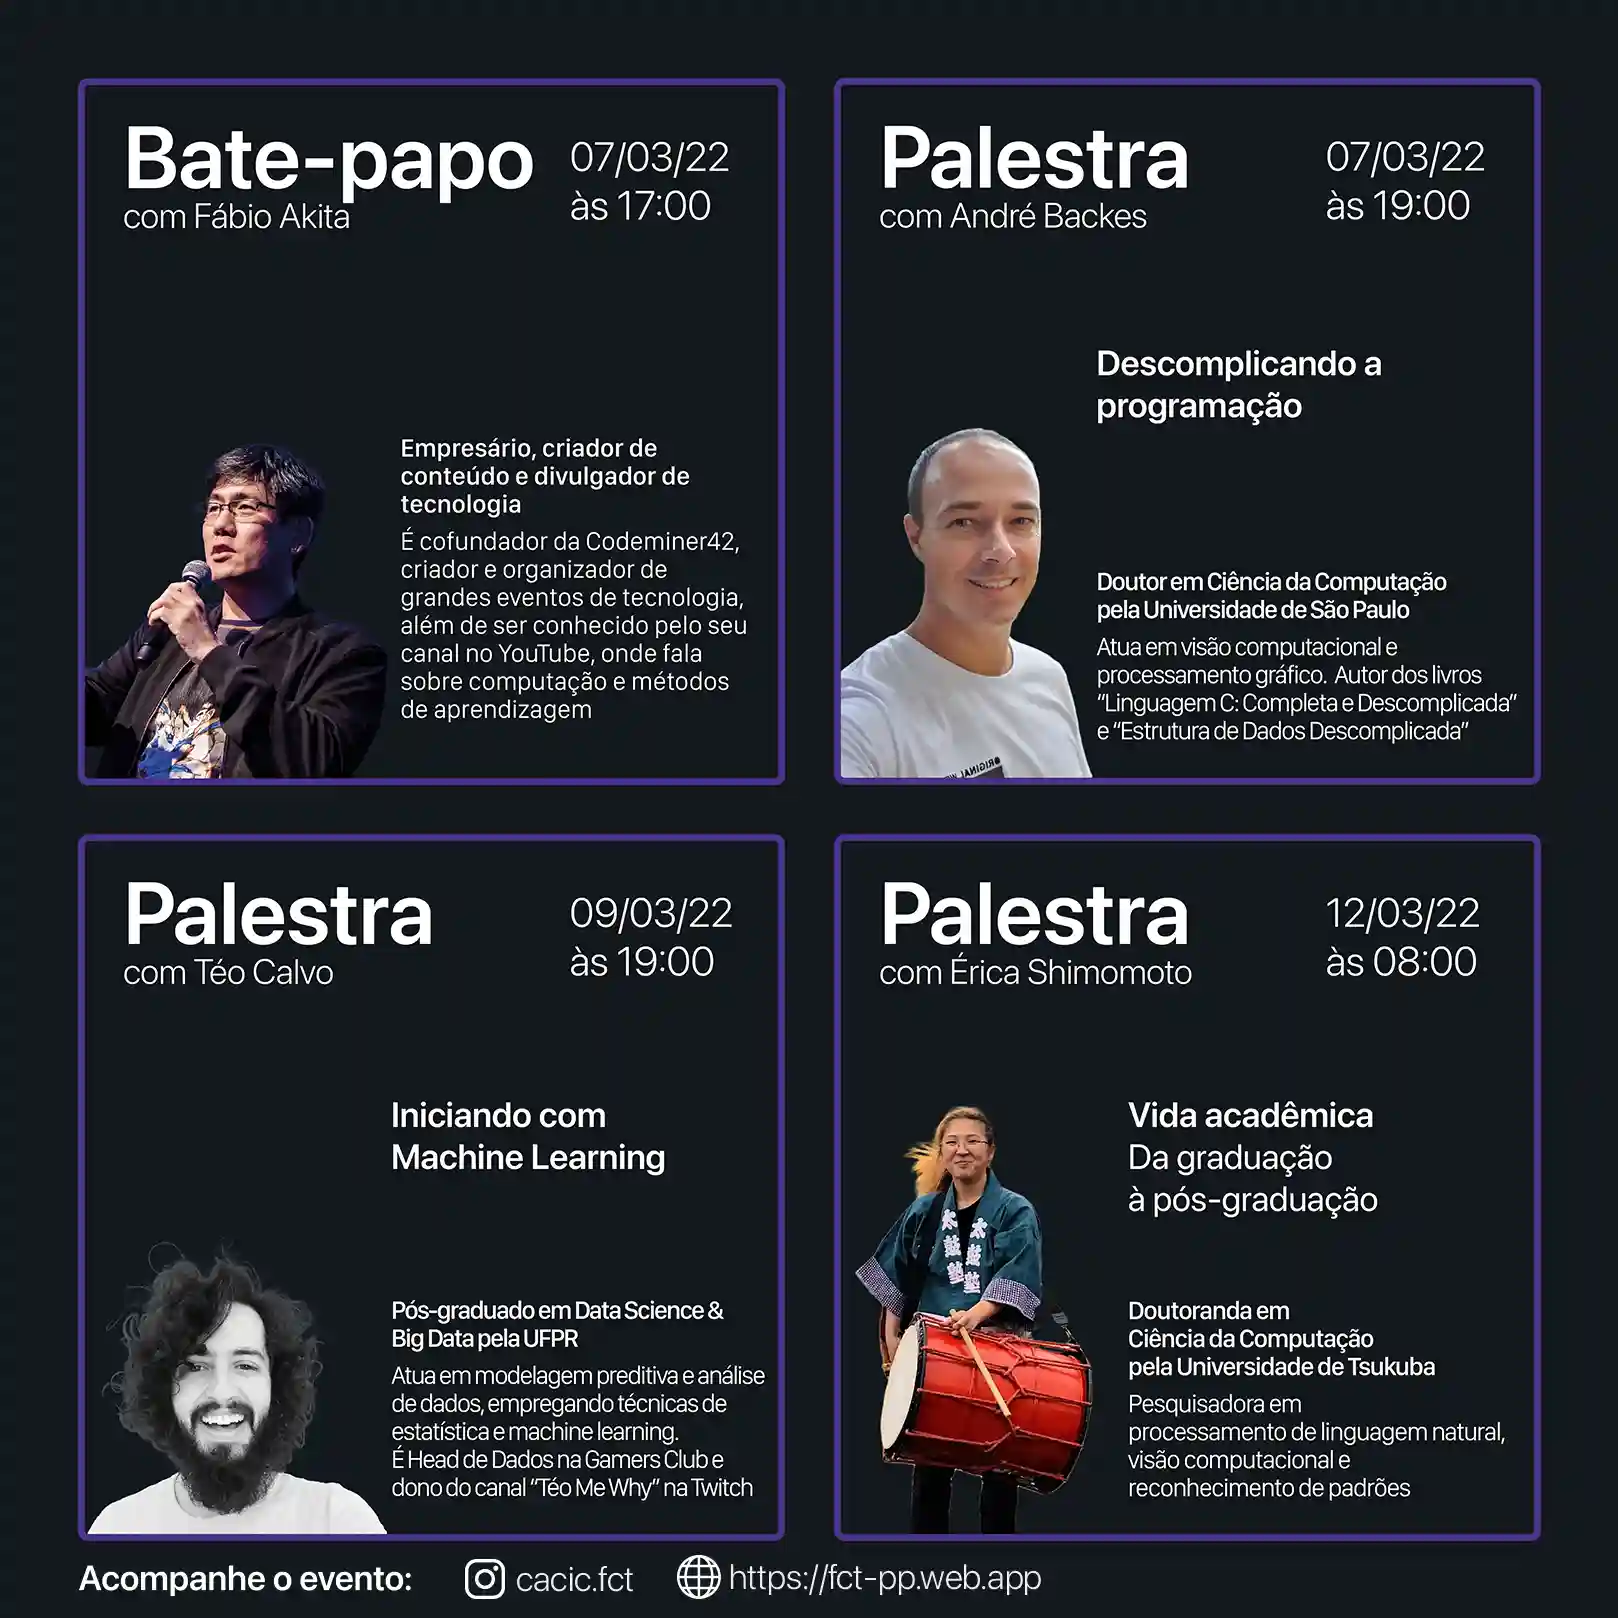 Bate-papo
com Fábio Akita
07/03/22
às 17:00
Empresário, criador de
conteúdo e divulgador de
tecnologia
É cofundador da Codeminer42,
criador e organizador de
grandes eventos de tecnologia,
além de ser conhecido pelo seu
canal no YouTube, onde fala
sobre computação e métodos
de aprendizagem
Palestra
com André Backes
07/03/22
às 19:00
Descomplicando a
programação
Doutor em Ciência da Computação
pela Universidade de São Paulo
Atua em visão computacional e
processamento gráfico. Autor dos livros
“Linguagem C: Completa e Descomplicada”
e “Estrutura de Dados Descomplicada”
Palestra
com Téo Calvo
09/03/22
às 19:00
Iniciando com
Machine Learning
Pós-graduado em Data Science &
Big Data pela UFPR
Atua em modelagem preditiva e análise
de dados, empregando técnicas de
estatística e machine learning.
É Head de Dados na Gamers Club e
dono do canal “Téo Me Why” na Twitch
Palestra
com Érica Shimomoto
12/03/22
às 08:00
Vida acadêmica
Da graduação
à pós-graduação
太鼓塾
太鼓塾
Doutoranda em
Ciência da Computação
pela Universidade de Tsukuba
Pesquisadora em
processamento de linguagem natural,
visão computacional e
reconhecimento de padrões
Acompanhe o evento: cacic.fct https://fct-pp.web.app